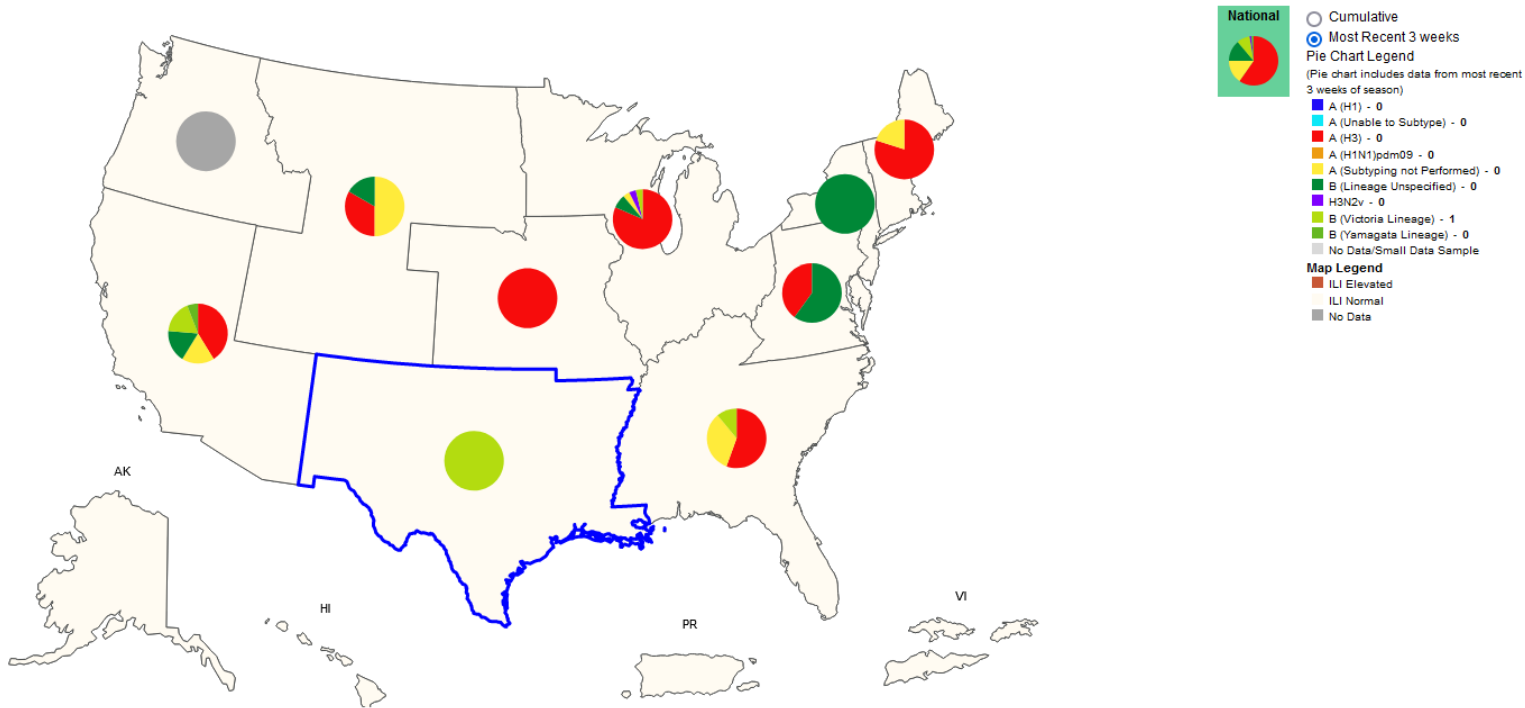 National
Cumulative
Most Recent 3 weeks
Pie Chart Legend
(Pie chart includes data from most recent
3 weeks of season)
A (H1) - 0
A (Unable to Subtype) - 0
A (H3) - 0
A (H1N1)pdm09 - 0
A (Subtyping not Performed) - 0
B (Lineage Unspecified) - 0
H3N2v - 0
B (Victoria Lineage) - 1
B (Yamagata Lineage) - 0
No Data/Small Data Sample
Map Legend
ILI Elevated
ILI Normal
No Data
AK
HI
PR
VI